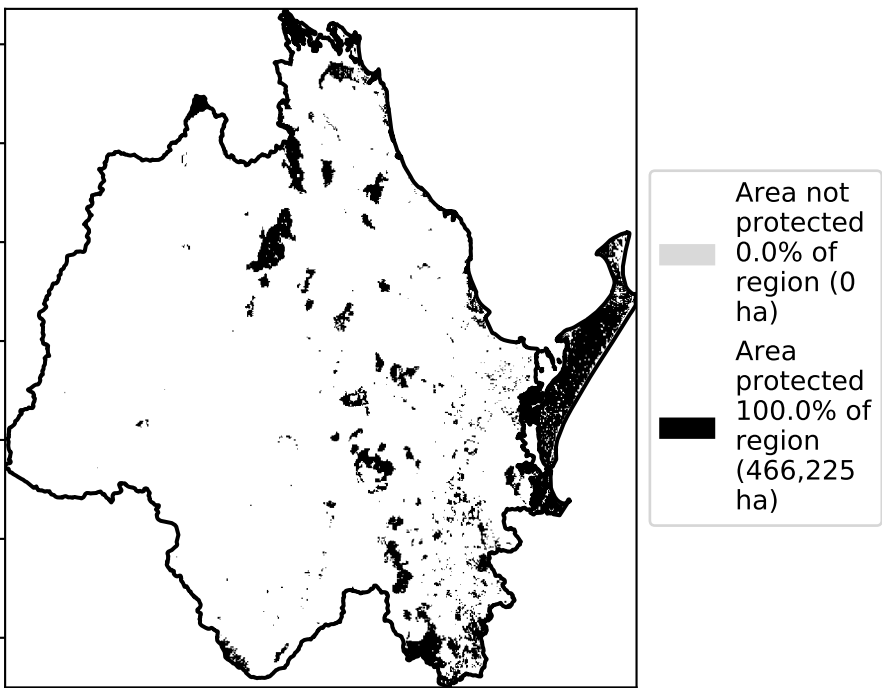 Area not
protected
0.0% of
region (0
ha)
Area
protected
100.0% of
region
(466,225
ha)